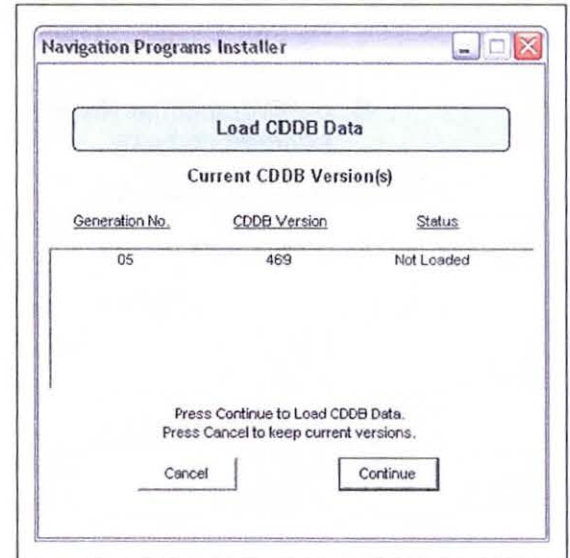 Navigation Programs Installer
Load CDDB Data
Current CDDB Version(s)
Generation No. CDDB Version Status
05 469 Not Loaded
Press Continue to Load CDDB Data.
Press Cancel to keep current versions.
Cancel Continue